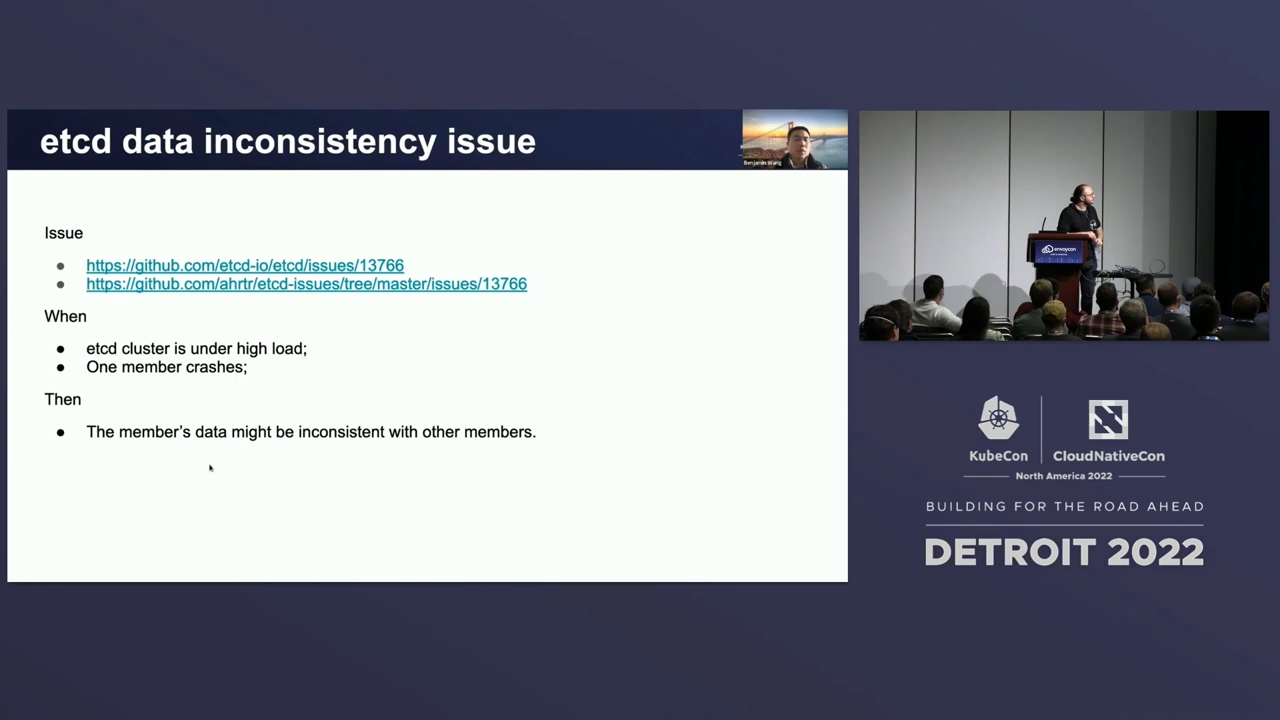 etcd data inconsistency issue
Benjamin Wang
Issue
● https://github.com/etcd-io/etcd/issues/13766
● https://github.com/ahrtr/etcd-issues/tree/master/issues/13766
When
● etcd cluster is under high load;
● One member crashes;
Then
● The member's data might be inconsistent with other members.
envoycon
KubeCon
CloudNativeCon
North America 2022
BUILDING FOR THE ROAD AHEAD
DETROIT 2022